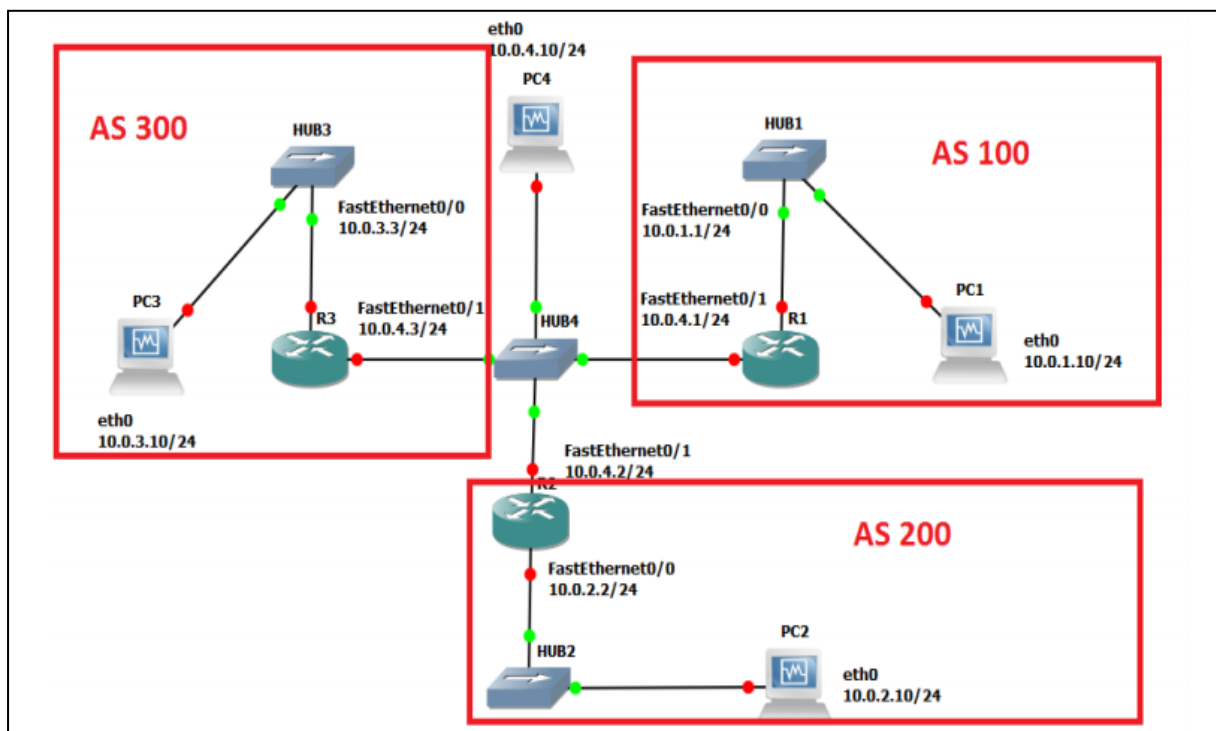 eth0
10.0.4.10/24
PC4
AS 300
HUB3
FastEthernet0/0
10.0.3.3/24
PC3
R3
FastEthernet0/1
10.0.4.3/24
eth0
10.0.3.10/24
HUB4
AS 100
HUB1
FastEthernet0/0
10.0.1.1/24
FastEthernet0/1
10.0.4.1/24
R1
PC1
eth0
10.0.1.10/24
FastEthernet0/1
10.0.4.2/24
R2
AS 200
FastEthernet0/0
10.0.2.2/24
HUB2
PC2
eth0
10.0.2.10/24